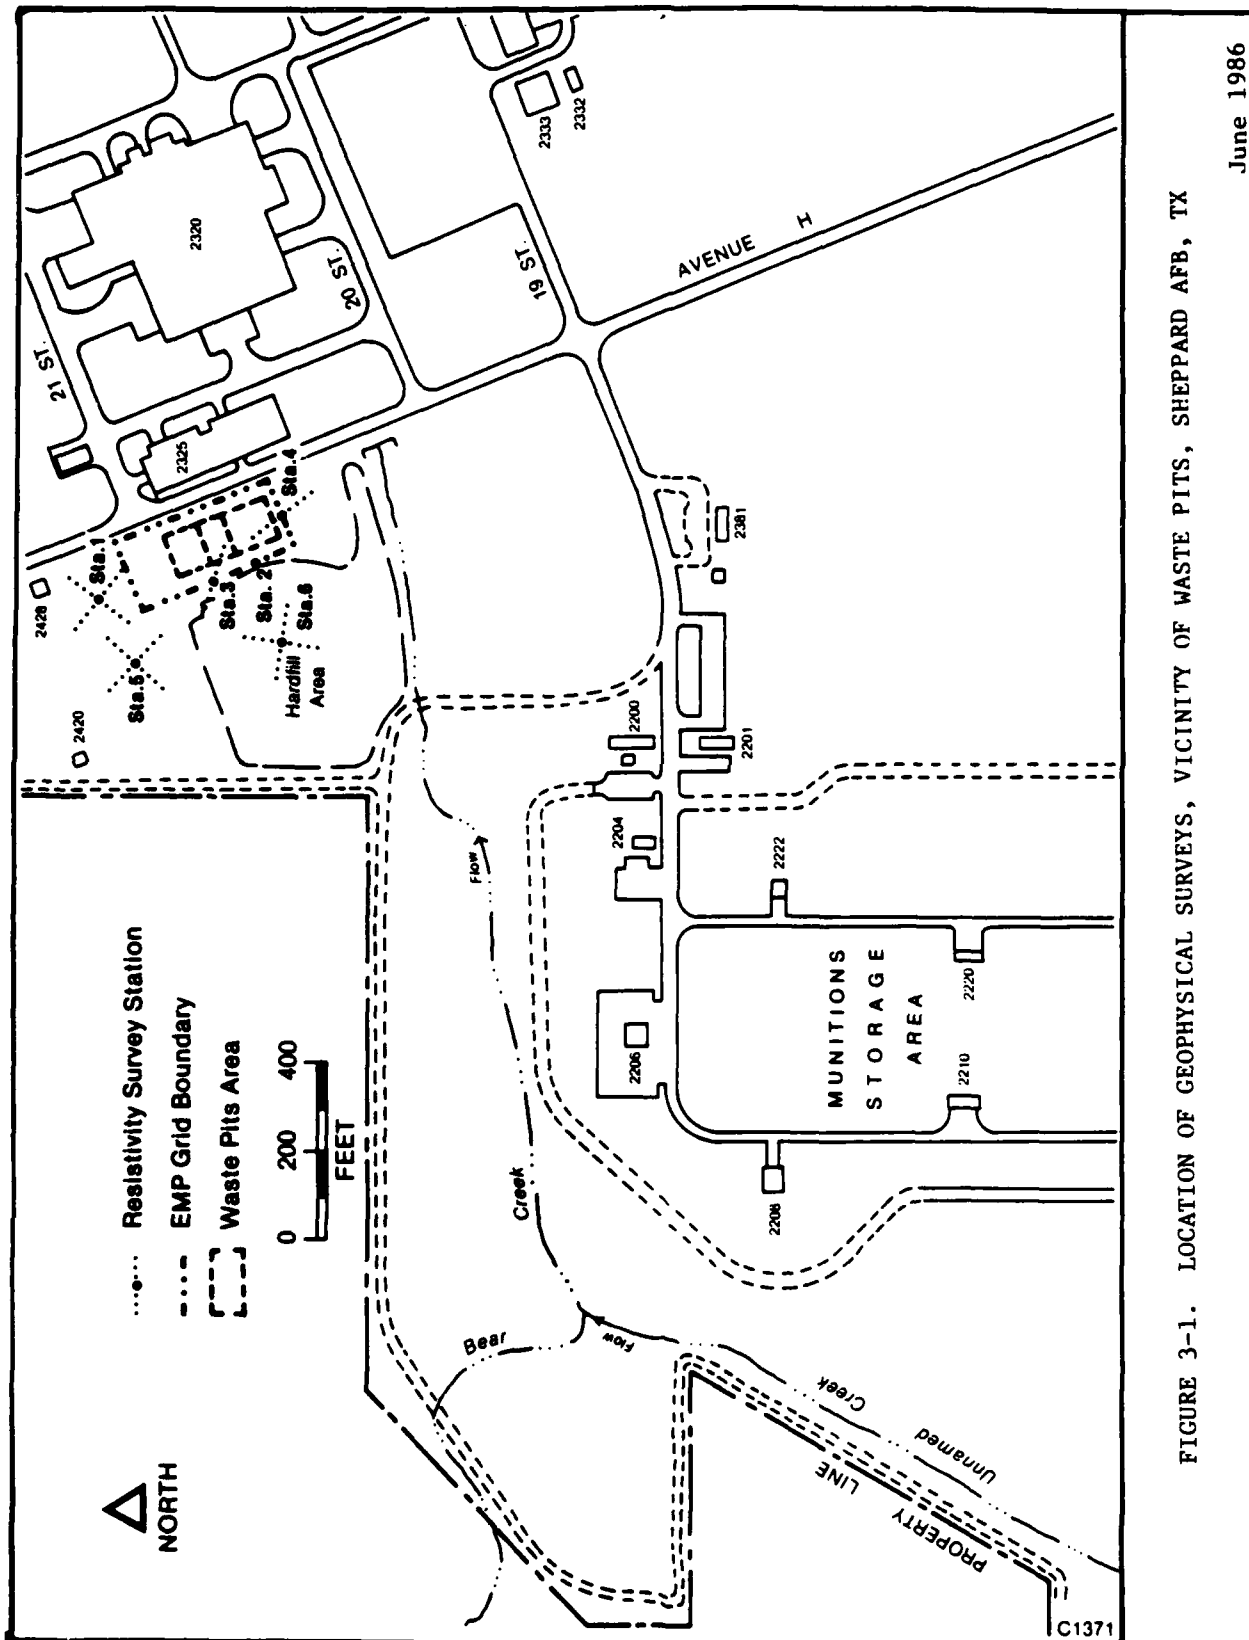 NORTH
Resistivity Survey Station
EMP Grid Boundary
Waste Pits Area
0 200 400
FEET
2420
2428
Sta.5
Sta.1
Sta.3
Sta. 2
Sta.6
Sta.4
Hardfill
Area
21 ST.
2325
2320
20 ST.
19 ST.
2333
2332
AVENUE H
Bear
Creek
Flow
Flow
Unnamed
Creek
PROPERTY
LINE
2200
2201
2204
2206
2381
2222
2220
2210
2208
MUNITIONS
STORAGE
AREA
C1371
FIGURE 3-1. LOCATION OF GEOPHYSICAL SURVEYS, VICINITY OF WASTE PITS, SHEPPARD AFB, TX
June 1986